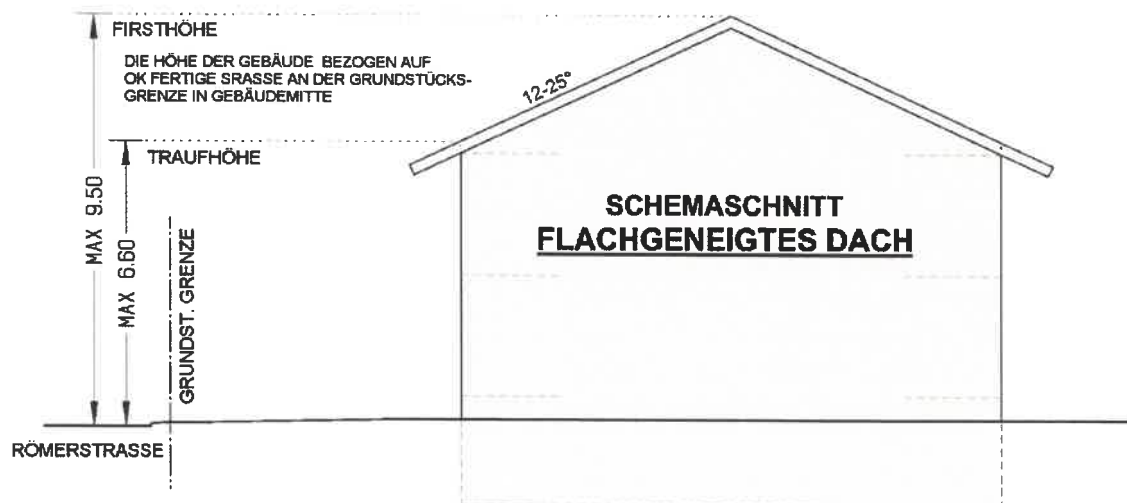 FIRSTHÖHE
DIE HÖHE DER GEBÄUDE BEZOGEN AUF
OK FERTIGE SRASSE AN DER GRUNDSTÜCKS-
GRENZE IN GEBÄUDEMITTE
12-25°
TRAUFHÖHE
MAX 9.50
MAX 6.60
GRUNDST. GRENZE
SCHEMASCHNITT
FLACHGENEIGTES DACH
RÖMERSTRASSE